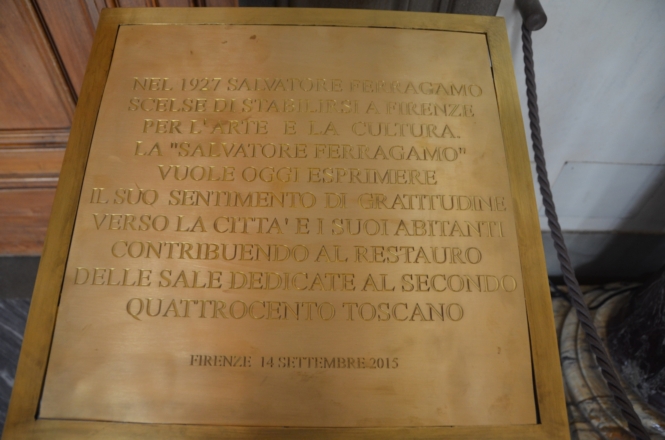 NEL 1927 SALVATORE FERRAGAMO
SCELSE DI STABILIRSI A FIRENZE
PER L'ARTE E LA CULTURA.
LA "SALVATORE FERRAGAMO"
VUOLE OGGI ESPRIMERE
IL SUO SENTIMENTO DI GRATITUDINE
VERSO LA CITTA' E I SUOI ABITANTI
CONTRIBUENDO AL RESTAURO
DELLE SALE DEDICATE AL SECONDO
QUATTROCENTO TOSCANO
FIRENZE 14 SETTEMBRE 2015